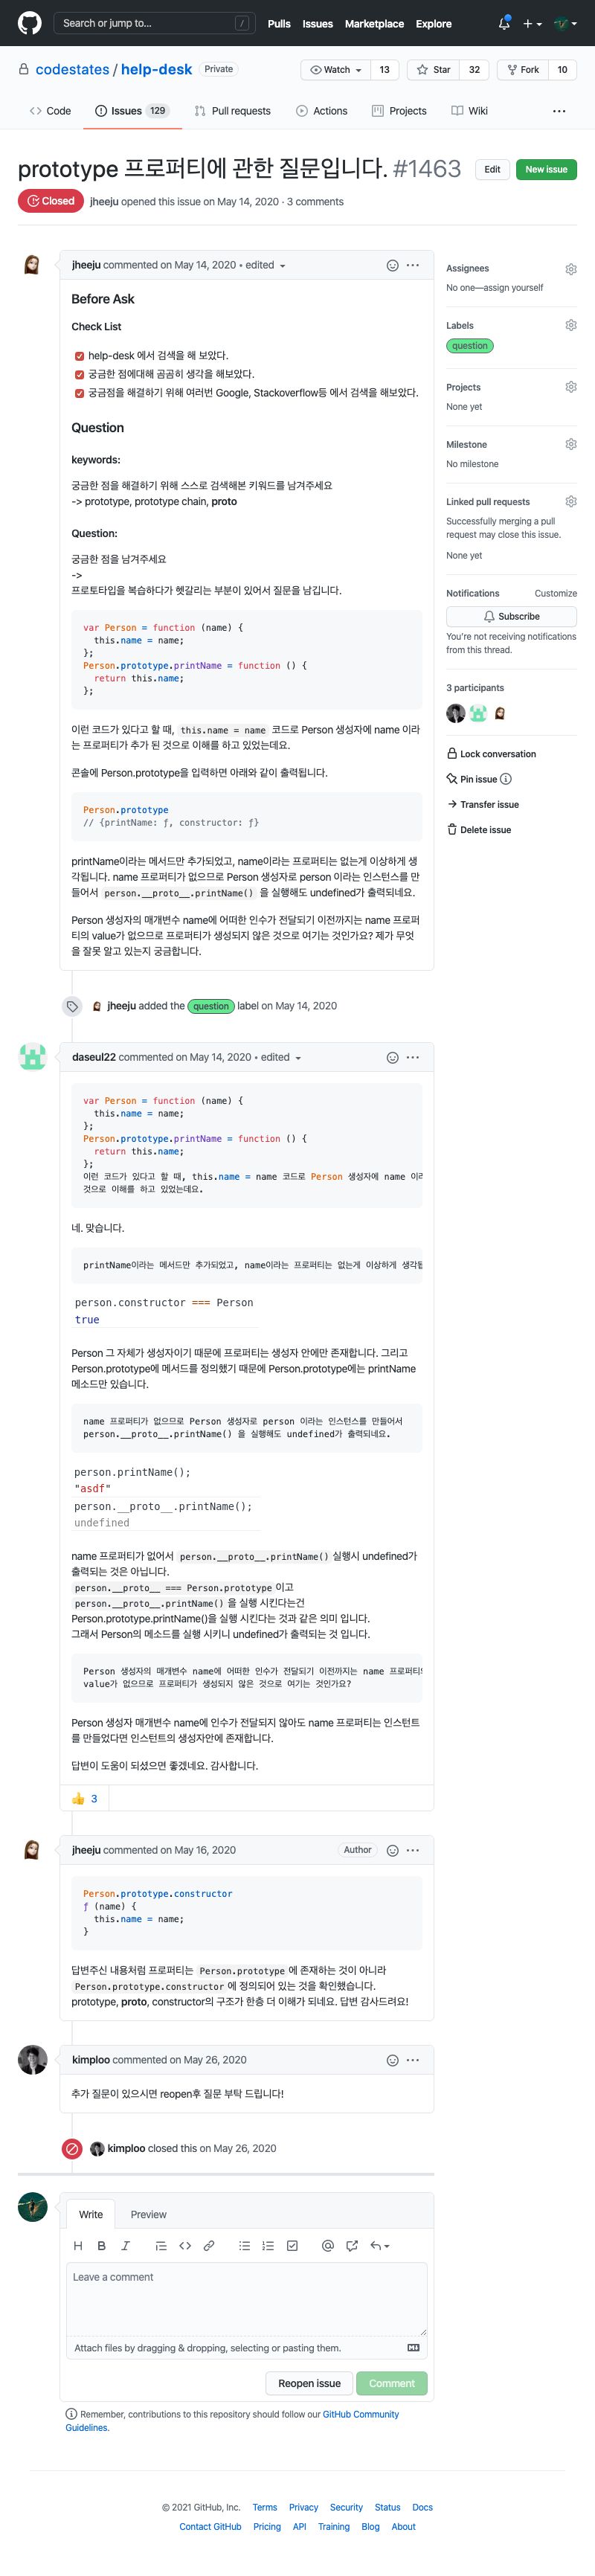 Search or jump to... /
Pulls Issues Marketplace Explore
codestates / help-desk Private
Watch 13 Star 32 Fork 10
Code Issues 129 Pull requests Actions Projects Wiki ...
prototype 프로퍼티에 관한 질문입니다. #1463
Edit New issue
Closed jheeju opened this issue on May 14, 2020 · 3 comments
jheeju commented on May 14, 2020 • edited
Before Ask
Check List
help-desk 에서 검색을 해 보았다.
궁금한 점에대해 곰곰히 생각을 해보았다.
궁금점을 해결하기 위해 여러번 Google, Stackoverflow등 에서 검색을 해보았다.
Question
keywords:
궁금한 점을 해결하기 위해 스스로 검색해본 키워드를 남겨주세요
-> prototype, prototype chain, proto
Question:
궁금한 점을 남겨주세요
->
프로토타입을 복습하다가 헷갈리는 부분이 있어서 질문을 남깁니다.
var Person = function (name) {
this.name = name;
};
Person.prototype.printName = function () {
return this.name;
};
이런 코드가 있다고 할 때, this.name = name 코드로 Person 생성자에 name 이라
는 프로퍼티가 추가 된 것으로 이해를 하고 있었는데요.
콘솔에 Person.prototype을 입력하면 아래와 같이 출력됩니다.
Person.prototype
// {printName: ƒ, constructor: ƒ}
printName이라는 메서드만 추가되었고, name이라는 프로퍼티는 없는게 이상하게 생
각됩니다. name 프로퍼티가 없으므로 Person 생성자로 person 이라는 인스턴스를 만
들어서 person.__proto__.printName() 을 실행해도 undefined가 출력되네요.
Person 생성자의 매개변수 name에 어떠한 인수가 전달되기 이전까지는 name 프로퍼
티의 value가 없으므로 프로퍼티가 생성되지 않은 것으로 여기는 것인가요? 제가 무엇
을 잘못 알고 있는지 궁금합니다.
Assignees
No one—assign yourself
Labels
question
Projects
None yet
Milestone
No milestone
Linked pull requests
Successfully merging a pull
request may close this issue.
None yet
Notifications Customize
Subscribe
You're not receiving notifications
from this thread.
3 participants
Lock conversation
Pin issue
Transfer issue
Delete issue
jheeju added the question label on May 14, 2020
daseul22 commented on May 14, 2020 • edited
var Person = function (name) {
this.name = name;
};
Person.prototype.printName = function () {
return this.name;
};
이런 코드가 있다고 할 때, this.name = name 코드로 Person 생성자에 name 이라
것으로 이해를 하고 있었는데요.
네. 맞습니다.
printName이라는 메서드만 추가되었고, name이라는 프로퍼티는 없는게 이상하게 생각됩
person.constructor === Person
true
Person 그 자체가 생성자이기 때문에 프로퍼티는 생성자 안에만 존재합니다. 그리고
Person.prototype에 메서드를 정의했기 때문에 Person.prototype에는 printName
메소드만 있습니다.
name 프로퍼티가 없으므로 Person 생성자로 person 이라는 인스턴스를 만들어서
person.__proto__.printName() 을 실행해도 undefined가 출력되네요.
person.printName();
"asdf"
person.__proto__.printName();
undefined
name 프로퍼티가 없어서 person.__proto__.printName() 실행시 undefined가
출력되는 것은 아닙니다.
person.__proto__ === Person.prototype 이고
person.__proto__.printName() 을 실행 시킨다는건
Person.prototype.printName()을 실행 시킨다는 것과 같은 의미 입니다.
그래서 Person의 메소드를 실행 시키니 undefined가 출력되는 것 입니다.
Person 생성자의 매개변수 name에 어떠한 인수가 전달되기 이전까지는 name 프로퍼티의
value가 없으므로 프로퍼티가 생성되지 않은 것으로 여기는 것인가요?
Person 생성자 매개변수 name에 인수가 전달되지 않아도 name 프로퍼티는 인스턴트
를 만들었다면 인스턴트의 생성자안에 존재합니다.
답변이 도움이 되셨으면 좋겠네요. 감사합니다.
👍 3
jheeju commented on May 16, 2020 Author
Person.prototype.constructor
ƒ (name) {
this.name = name;
}
답변주신 내용처럼 프로퍼티는 Person.prototype 에 존재하는 것이 아니라
Person.prototype.constructor 에 정의되어 있는 것을 확인했습니다.
prototype, proto, constructor의 구조가 한층 더 이해가 되네요. 답변 감사드려요!
kimploo commented on May 26, 2020
추가 질문이 있으시면 reopen후 질문 부탁 드립니다!
kimploo closed this on May 26, 2020
Write Preview
Leave a comment
Attach files by dragging & dropping, selecting or pasting them.
Reopen issue Comment
Remember, contributions to this repository should follow our GitHub Community
Guidelines.
© 2021 GitHub, Inc. Terms Privacy Security Status Docs
Contact GitHub Pricing API Training Blog About